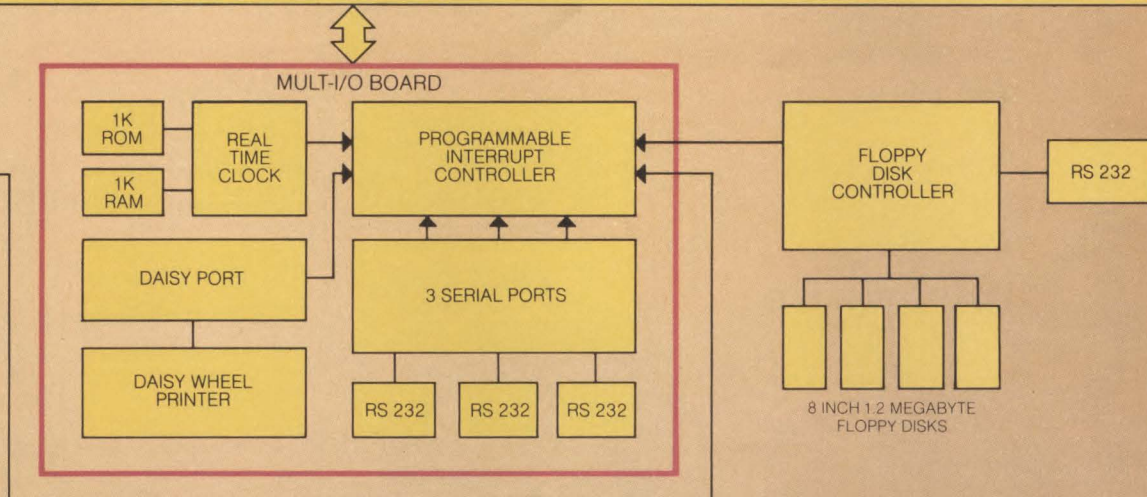 MULT-I/O BOARD
1K
ROM
REAL
TIME
CLOCK
1K
RAM
PROGRAMMABLE
INTERRUPT
CONTROLLER
FLOPPY
DISK
CONTROLLER
RS 232
DAISY PORT
3 SERIAL PORTS
DAISY WHEEL
PRINTER
RS 232
RS 232
RS 232
8 INCH 1.2 MEGABYTE
FLOPPY DISKS